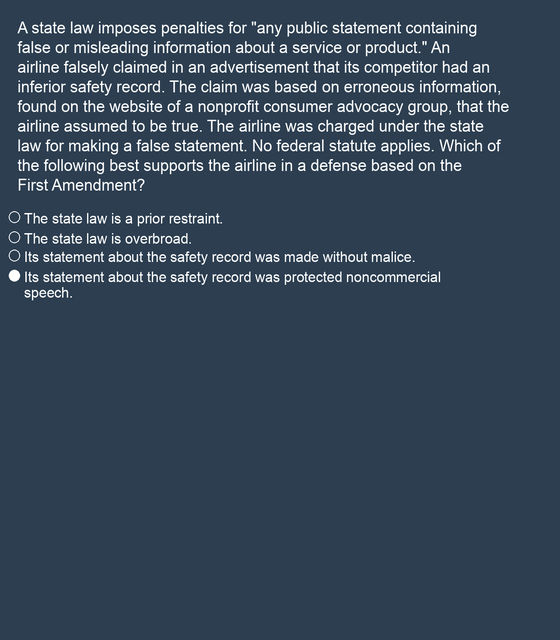 A state law imposes penalties for "any public statement containing
false or misleading information about a service or product." An
airline falsely claimed in an advertisement that its competitor had an
inferior safety record. The claim was based on erroneous information,
found on the website of a nonprofit consumer advocacy group, that the
airline assumed to be true. The airline was charged under the state
law for making a false statement. No federal statute applies. Which of
the following best supports the airline in a defense based on the
First Amendment?
The state law is a prior restraint.
The state law is overbroad.
Its statement about the safety record was made without malice.
Its statement about the safety record was protected noncommercial
speech.